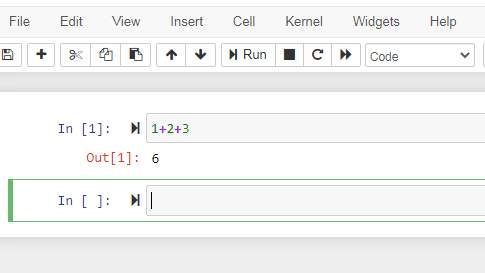 File Edit View Insert Cell Kernel Widgets Help
Run Code
In [1]: 1+2+3
Out[1]: 6
In [ ]: